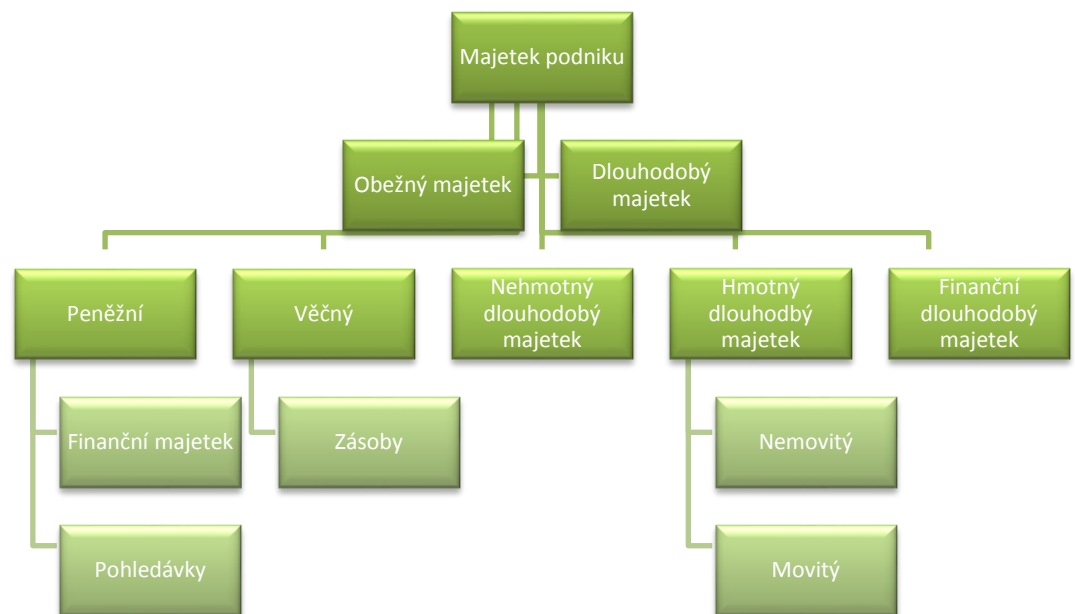 Majetek podniku
Obežný majetek
Dlouhodobý
majetek
Peněžní
Věčný
Nehmotný
dlouhodobý
majetek
Hmotný
dlouhodbý
majetek
Finanční
dlouhodobý
majetek
Finanční majetek
Zásoby
Nemovitý
Pohledávky
Movitý